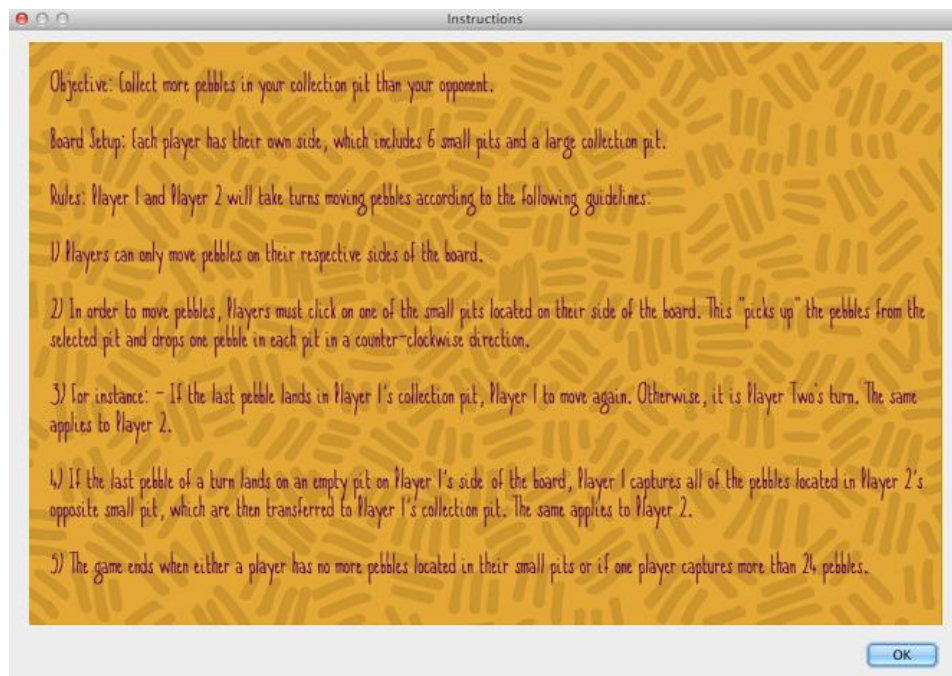 Instructions
Objective: Collect more pebbles in your collection pit than your opponent.
Board Setup: Each player has their own side, which includes 6 small pits and a large collection pit.
Rules: Player 1 and Player 2 will take turns moving pebbles according to the following guidelines:
1) Players can only move pebbles on their respective sides of the board.
2) In order to move pebbles, Players must click on one of the small pits located on their side of the board. This "picks up" the pebbles from the
selected pit and drops one pebble in each pit in a counter-clockwise direction.
3) For instance: - If the last pebble lands in Player 1's collection pit, Player 1 to move again. Otherwise, it is Player Two's turn. The same
applies to Player 2.
4) If the last pebble of a turn lands on an empty pit on Player 1's side of the board, Player 1 captures all of the pebbles located in Player 2's
opposite small pit, which are then transferred to Player 1's collection pit. The same applies to Player 2.
5) The game ends when either a player has no more pebbles located in their small pits or if one player captures more than 24 pebbles.
OK